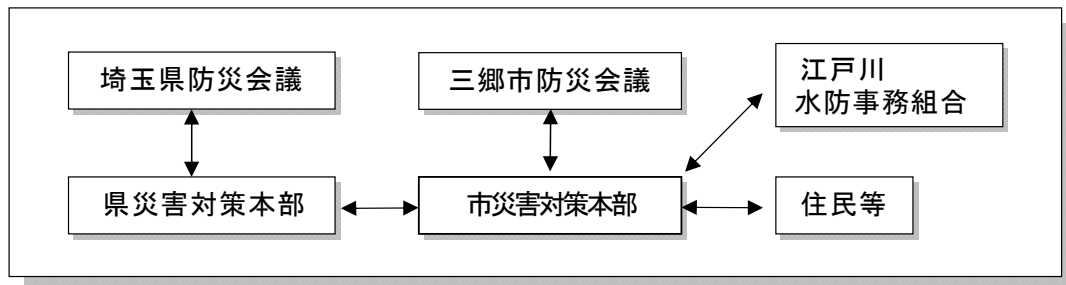 埼玉県防災会議
三郷市防災会議
江戸川
水防事務組合
県災害対策本部
市災害対策本部
住民等